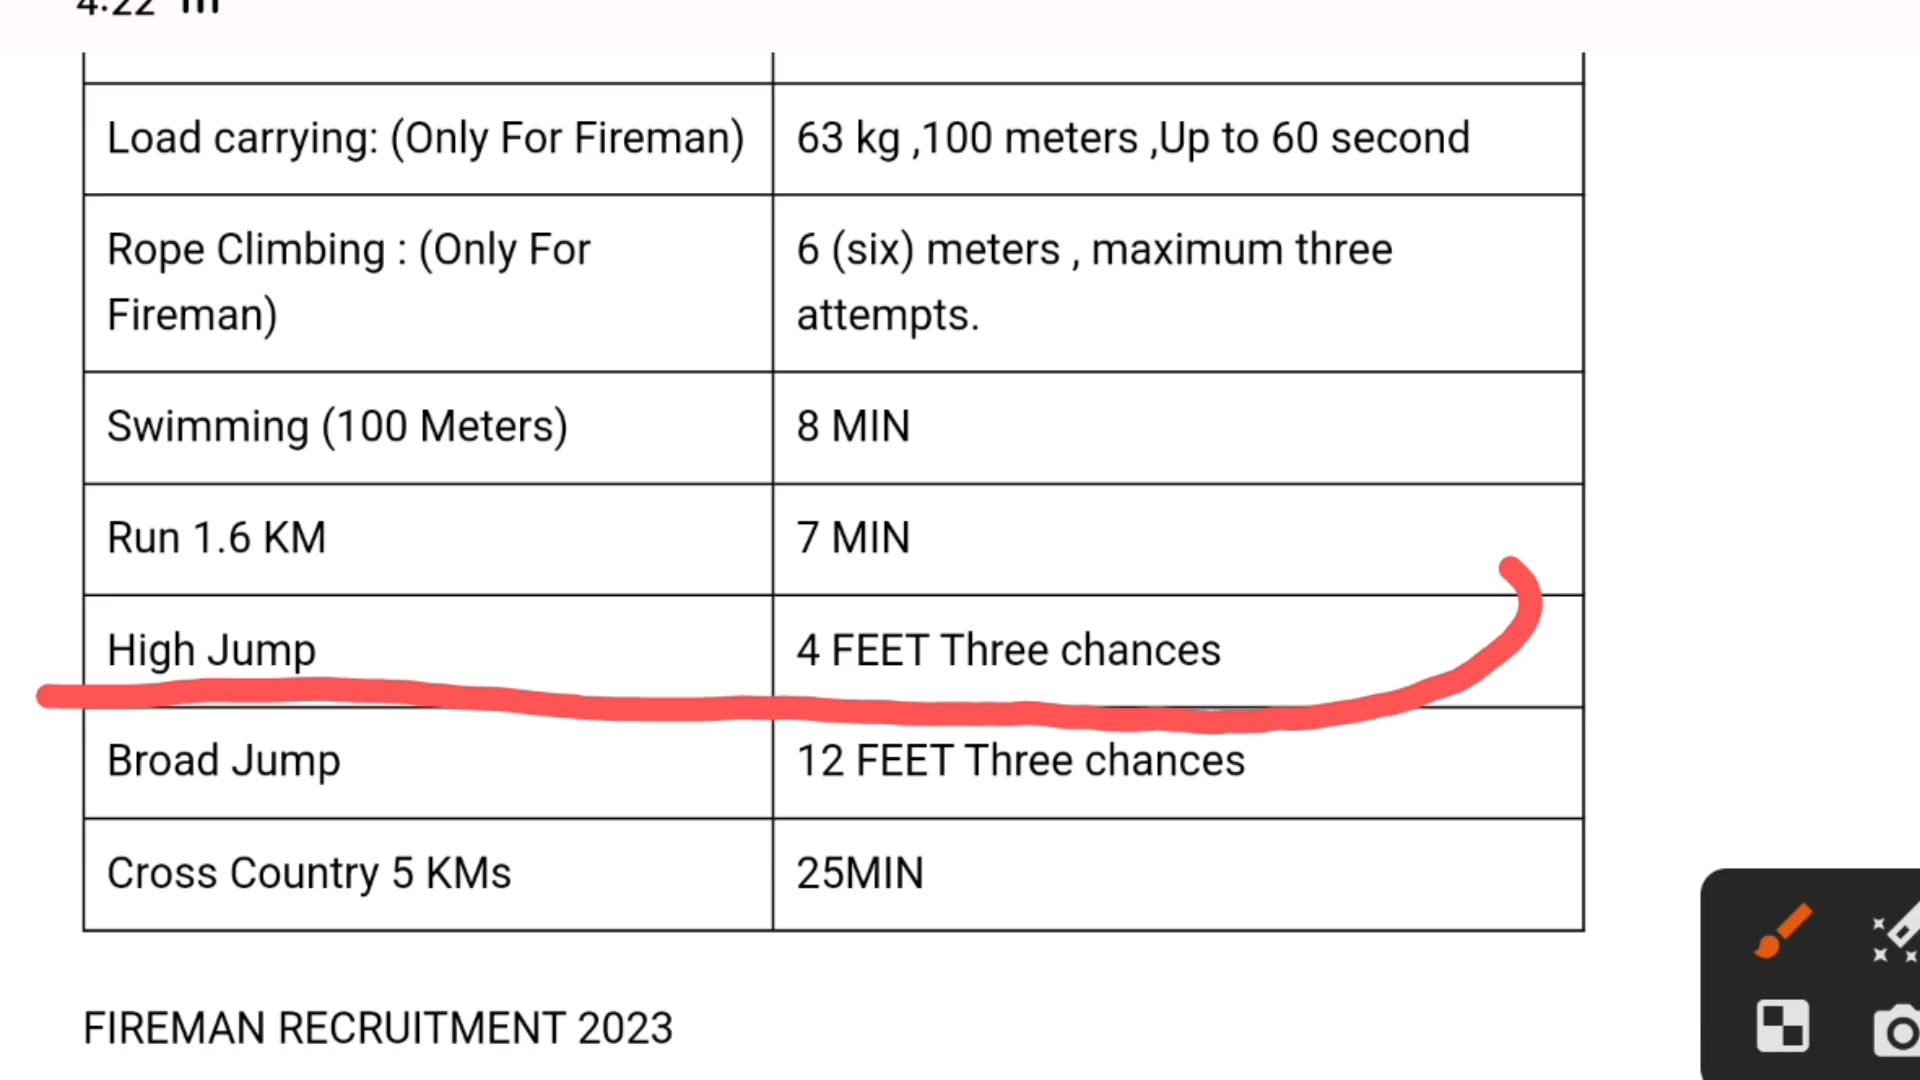 4:22
Load carrying: (Only For Fireman)
63 kg ,100 meters ,Up to 60 second
Rope Climbing : (Only For
Fireman)
6 (six) meters , maximum three
attempts.
Swimming (100 Meters)
8 MIN
Run 1.6 KM
7 MIN
High Jump
4 FEET Three chances
Broad Jump
12 FEET Three chances
Cross Country 5 KMs
25MIN
FIREMAN RECRUITMENT 2023